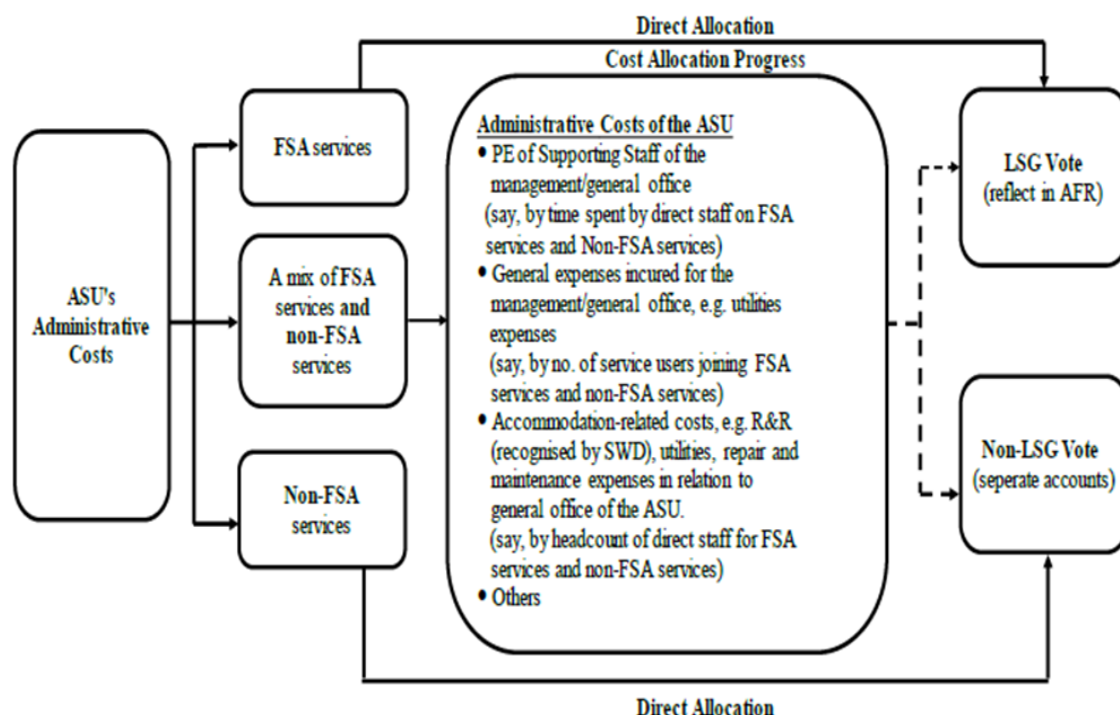 Direct Allocation
Cost Allocation Progress
ASU's
Administrative
Costs
FSA services
A mix of FSA
services and
non-FSA
services
Non-FSA
services
Administrative Costs of the ASU
• PE of Supporting Staff of the
management/general office
(say, by time spent by direct staff on FSA
services and Non-FSA services)
• General expenses incured for the
management/general office, e.g. utilities
expenses
(say, by no. of service users joining FSA
services and non-FSA services)
• Accommodation-related costs, e.g. R&R
(recognised by SWD), utilities, repair and
maintenance expenses in relation to
general office of the ASU.
(say, by headcount of direct staff for FSA
services and non-FSA services)
• Others
LSG Vote
(reflect in AFR)
Non-LSG Vote
(seperate accounts)
Direct Allocation